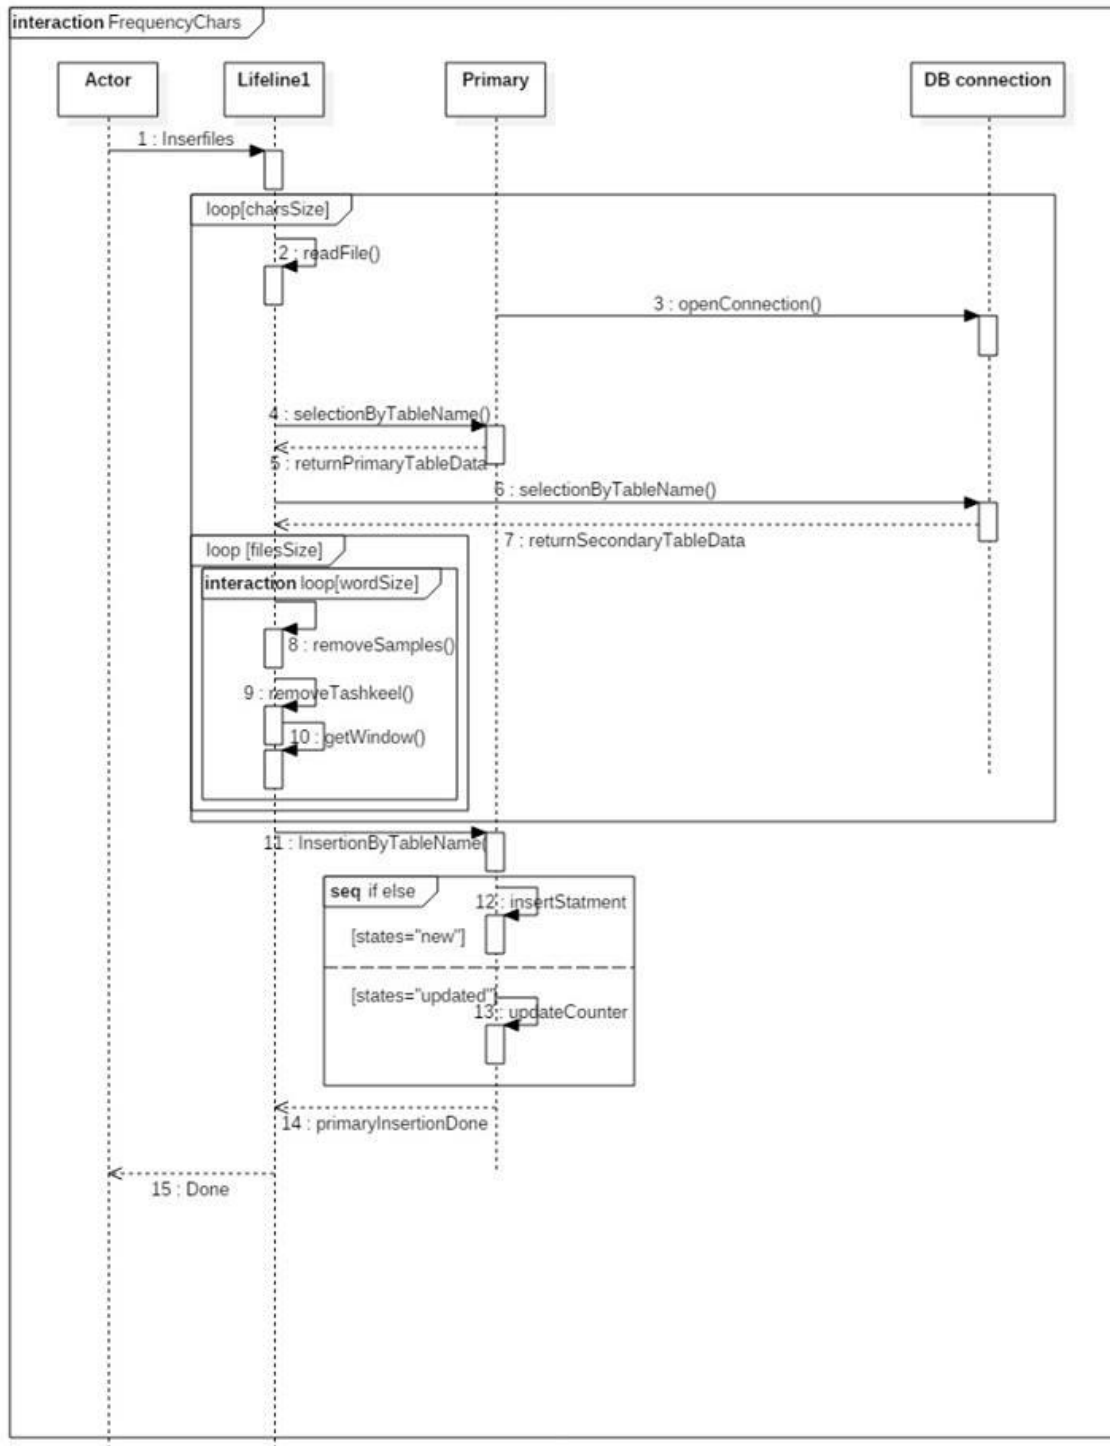 interaction FrequencyChars
Actor
Lifeline1
Primary
DB connection
1 : Inserfiles
loop[charsSize]
2 : readFile()
3 : openConnection()
4 : selectionByTableName()
5 : returnPrimaryTableData
6 : selectionByTableName()
7 : returnSecondaryTableData
loop [filesSize]
interaction loop[wordSize]
8 : removeSamples()
9 : removeTashkeel()
10 : getWindow()
11 : InsertionByTableName(
seq if else
12 : insertStatment
[states="new"]
[states="updated"]
13 : updateCounter
14 : primaryInsertionDone
15 : Done